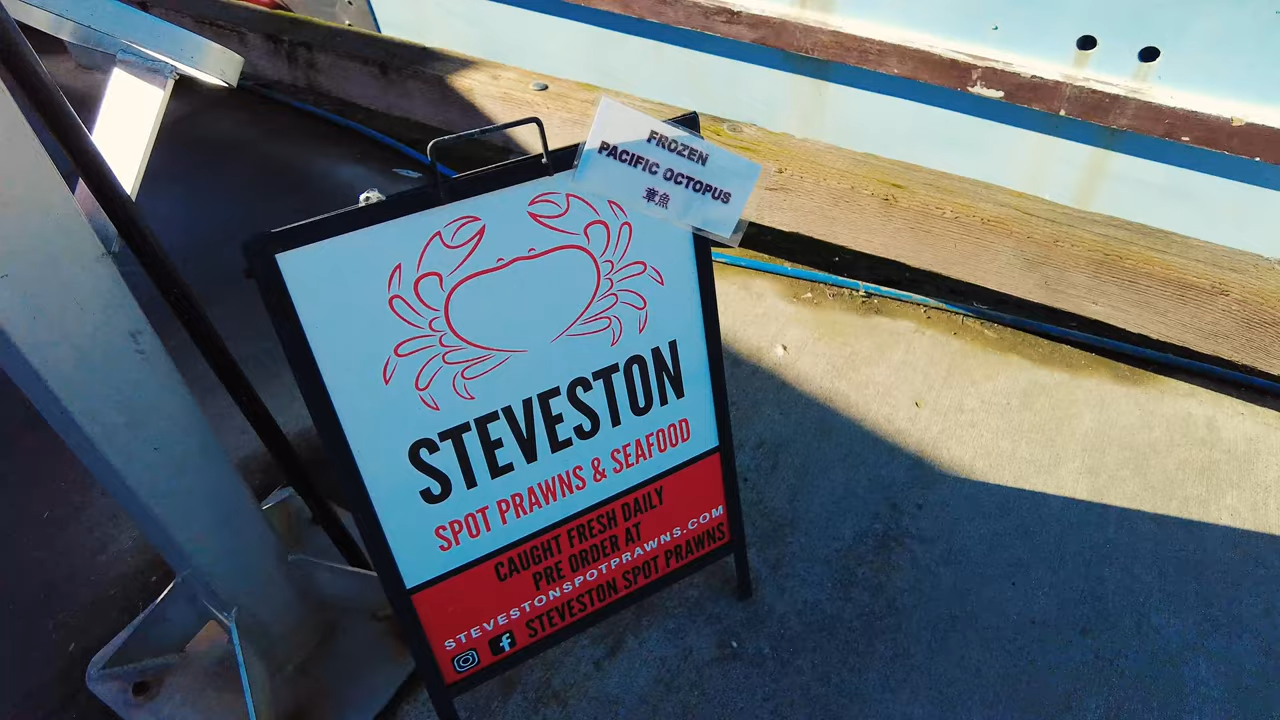 FROZEN
PACIFIC OCTOPUS
章魚
STEVESTON
SPOT PRAWNS & SEAFOOD
CAUGHT FRESH DAILY
PRE ORDER AT
STEVESTONSPOTPRAWNS.COM
STEVESTON SPOT PRAWNS